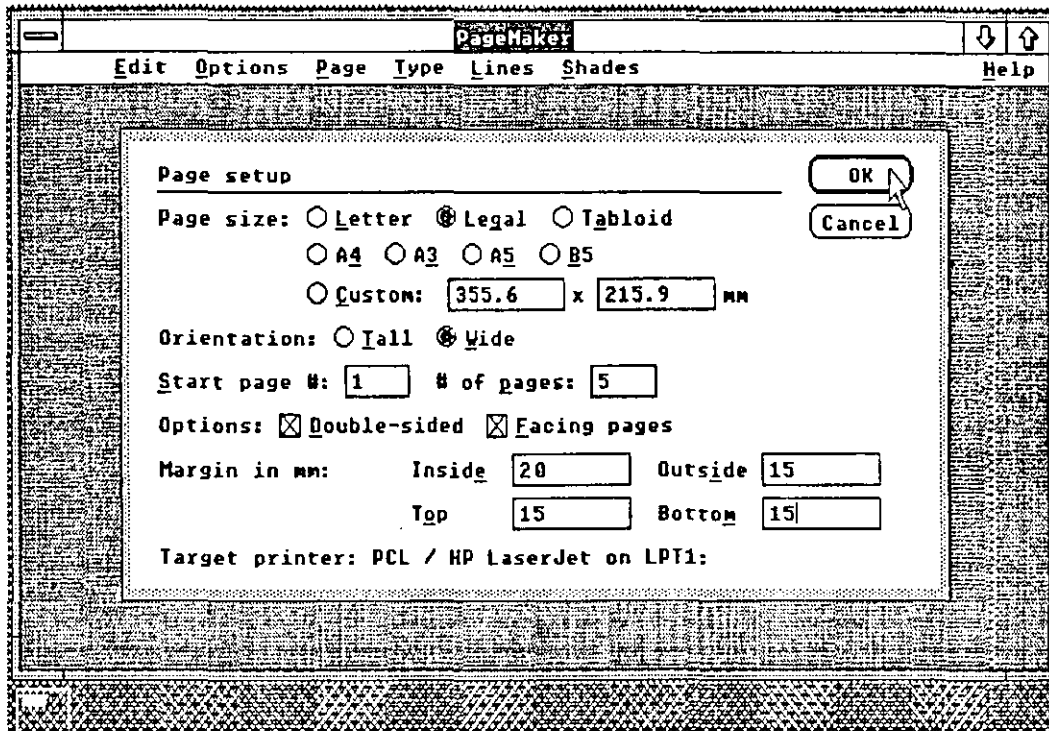 PageMaker
Edit Options Page Type Lines Shades Help
Page setup OK
Page size: Letter Legal Tabloid Cancel
A4 A3 A5 B5
Custom: 355.6 x 215.9 mm
Orientation: Tall Wide
Start page #: 1 # of pages: 5
Options: Double-sided Facing pages
Margin in mm: Inside 20 Outside 15
Top 15 Bottom 15
Target printer: PCL / HP LaserJet on LPT1: